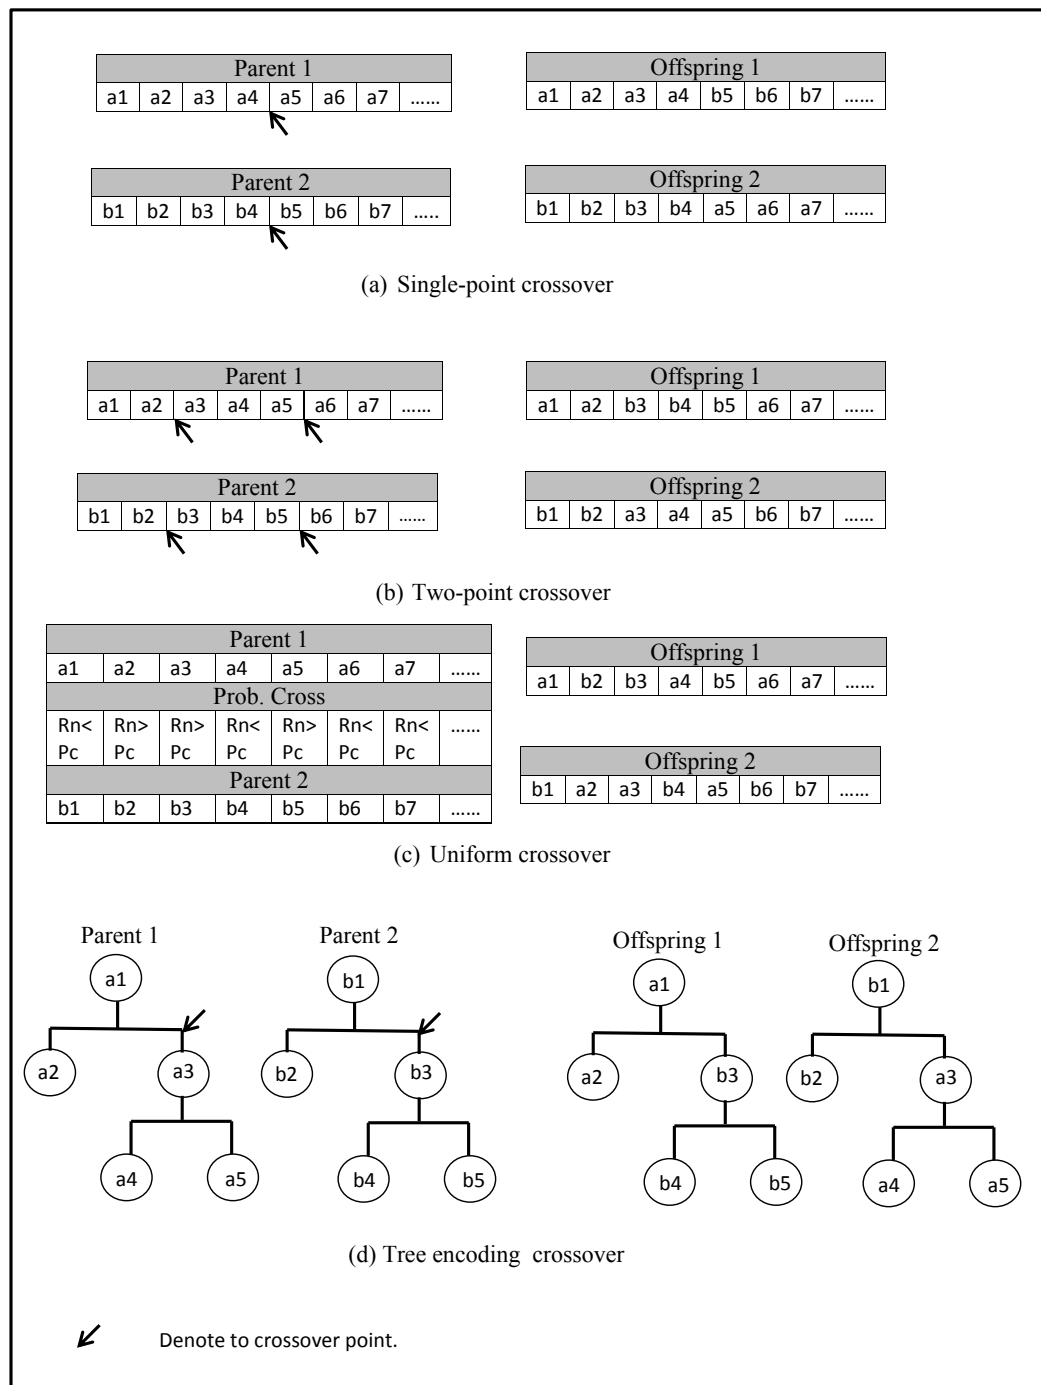 Parent 1
a1 a2 a3 a4 a5 a6 a7 ......
Offspring 1
a1 a2 a3 a4 b5 b6 b7 ......
Parent 2
b1 b2 b3 b4 b5 b6 b7 .....
Offspring 2
b1 b2 b3 b4 a5 a6 a7 ......
(a) Single-point crossover
Parent 1
a1 a2 a3 a4 a5 a6 a7 ......
Offspring 1
a1 a2 b3 b4 b5 a6 a7 ......
Parent 2
b1 b2 b3 b4 b5 b6 b7 ......
Offspring 2
b1 b2 a3 a4 a5 b6 b7 ......
(b) Two-point crossover
Parent 1
a1 a2 a3 a4 a5 a6 a7 ......
Prob. Cross
Rn< Rn> Rn> Rn< Rn> Rn< Rn< ......
Pc Pc Pc Pc Pc Pc Pc
Parent 2
b1 b2 b3 b4 b5 b6 b7 ......
Offspring 1
a1 b2 b3 a4 b5 a6 a7 ......
Offspring 2
b1 a2 a3 b4 a5 b6 b7 ......
(c) Uniform crossover
Parent 1
a1
a2 a3
a4 a5
Parent 2
b1
b2 b3
b4 b5
Offspring 1
a1
a2 b3
b4 b5
Offspring 2
b1
b2 a3
a4 a5
(d) Tree encoding crossover
Denote to crossover point.